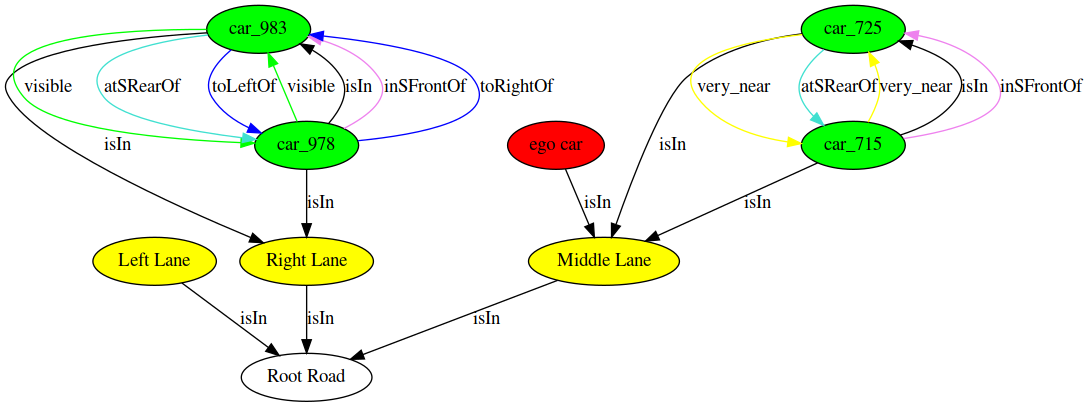 car_983
car_725
visible
atSRearOf
toLeftOf
visible
isIn
inSFrontOf
toRightOf
very_near
atSRearOf
very_near
isIn
inSFrontOf
isIn
car_978
ego car
isIn
car_715
isIn
isIn
isIn
Left Lane
Right Lane
Middle Lane
isIn
isIn
isIn
Root Road